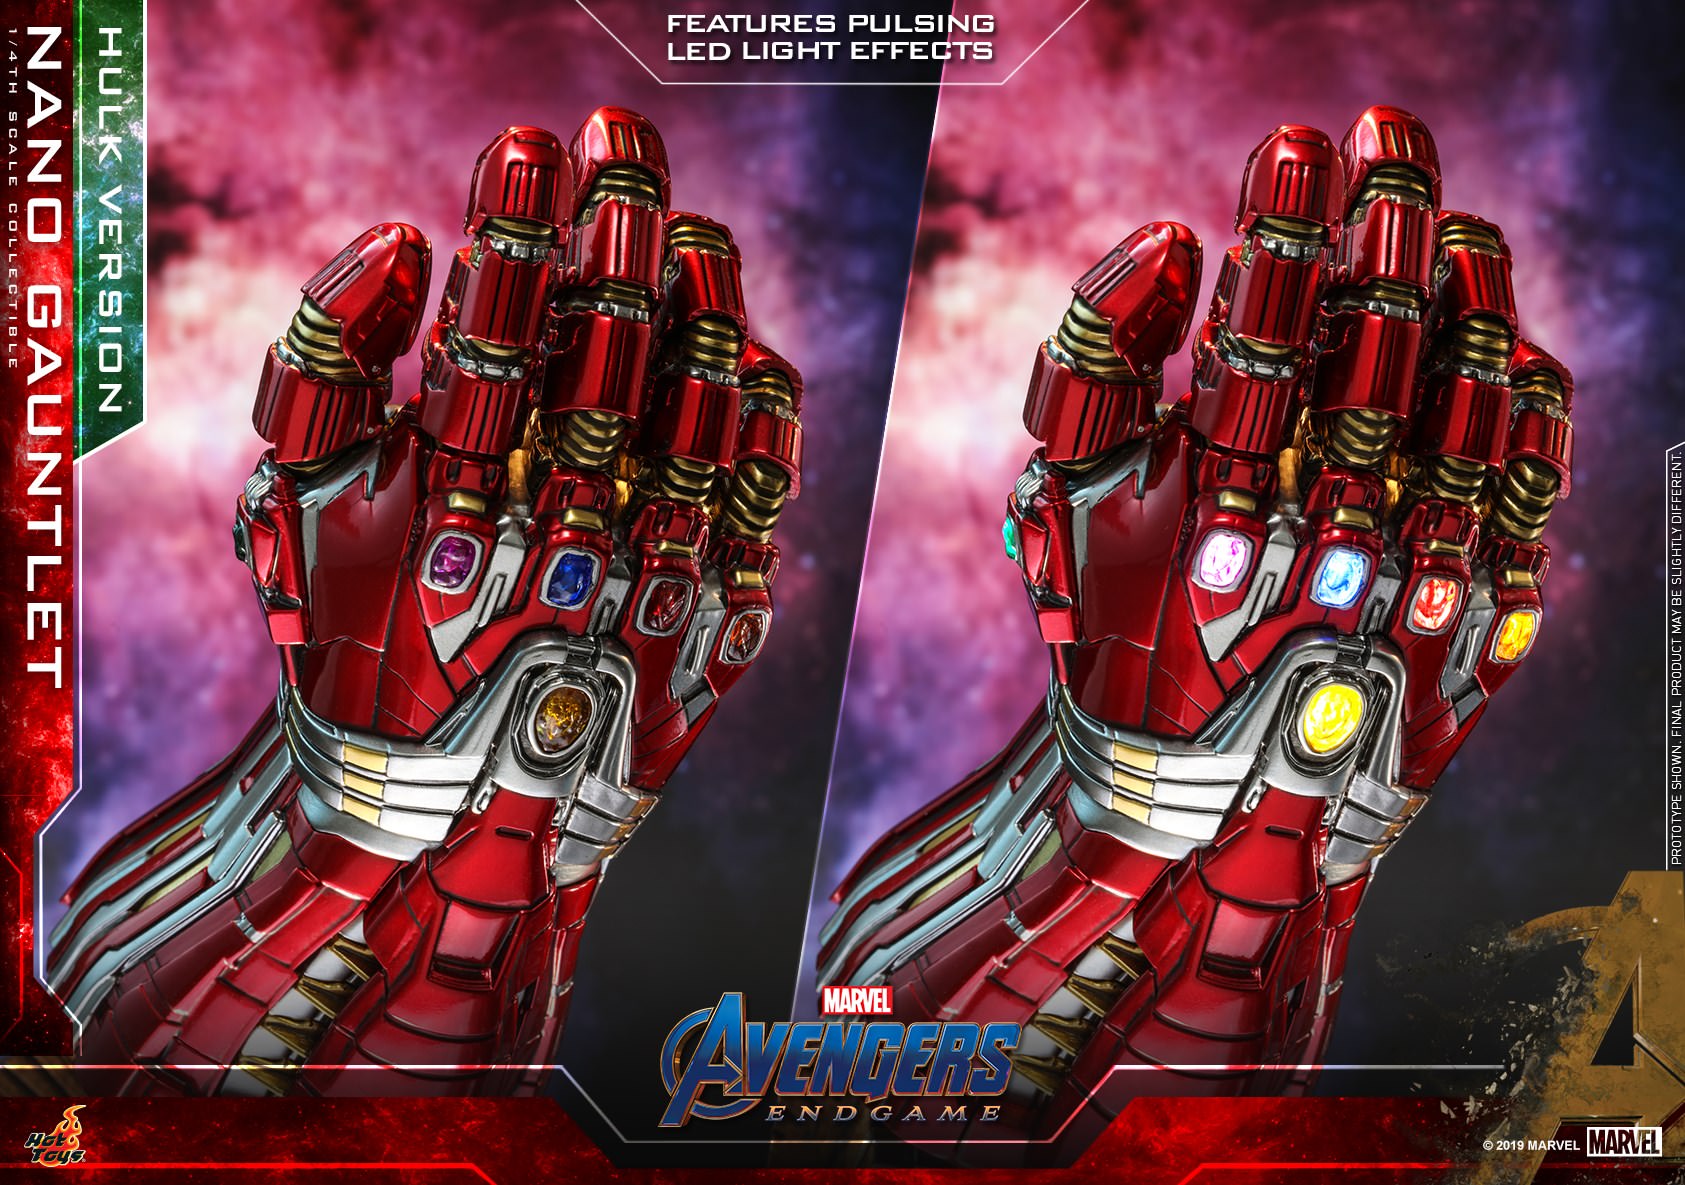 FEATURES PULSING
LED LIGHT EFFECTS
HULK VERSION
NANO GAUNTLET
1/4TH SCALE COLLECTIBLE
PROTOTYPE SHOWN. FINAL PRODUCT MAY BE SLIGHTLY DIFFERENT.
MARVEL
AVENGERS
ENDGAME
Hot
Toys
© 2019 MARVEL MARVEL
A